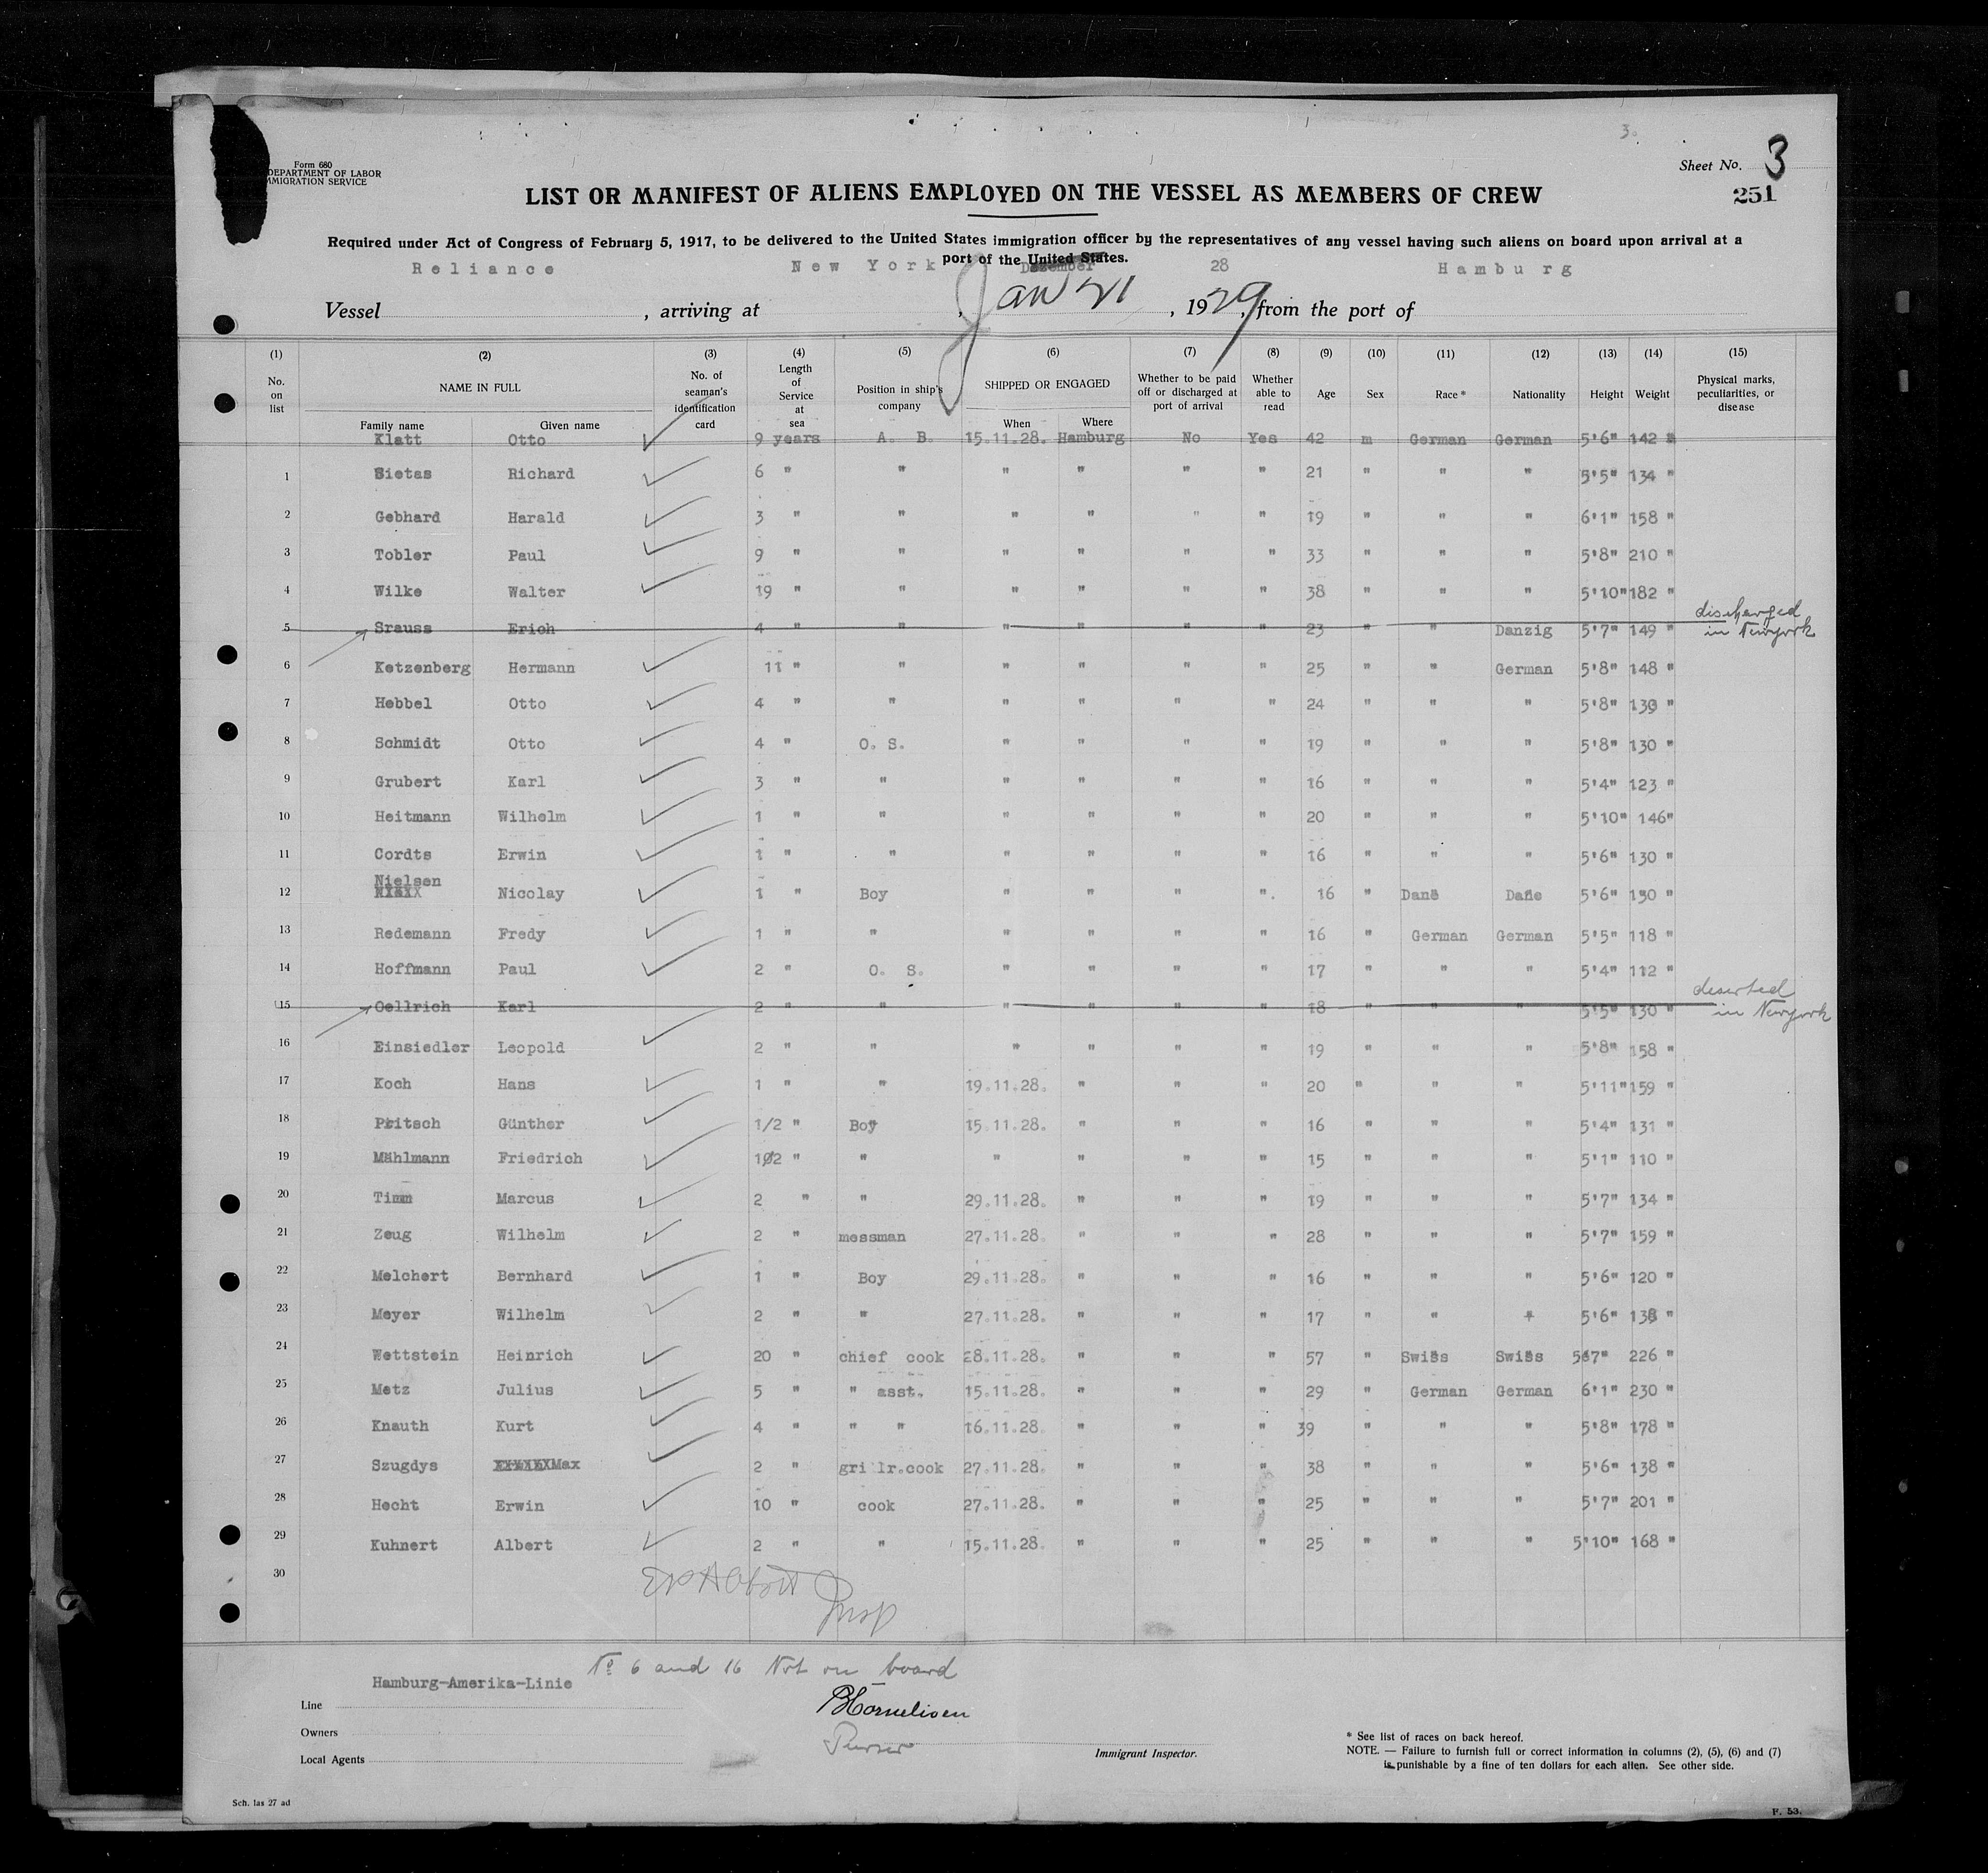 3.
Form 680
DEPARTMENT OF LABOR
MMIGRATION SERVICE
Sheet No. 3
251
LIST OR MANIFEST OF ALIENS EMPLOYED ON THE VESSEL AS MEMBERS OF CREW
Required under Act of Congress of February 5, 1917, to be delivered to the United States immigration officer by the representatives of any vessel having such aliens on board upon arrival at a
port of the United States.
Reliance New York Dezember 28 Hamburg
Vessel , arriving at , Jan 21 , 1929, from the port of
(1) (2) (3) (4) (5) (6) (7) (8) (9) (10) (11) (12) (13) (14) (15)
No. on list NAME IN FULL Family name Given name No. of seaman's identification card Length of Service at sea Position in ship's company SHIPPED OR ENGAGED When Where Whether to be paid off or discharged at port of arrival Whether able to read Age Sex Race * Nationality Height Weight Physical marks, peculiarities, or disease
Klatt Otto 9 years A. B. 15.11.28. Hamburg No Yes 42 m German German 5'6" 142
1 Sietas Richard 6 " " " " " " 21 " " " 5'5" 134 "
2 Gebhard Harald 3 " " " " " " 19 " " " 6'1" 158 "
3 Tobler Paul 9 " " " " " " 33 " " " 5'8" 210 "
4 Wilke Walter 19 " " " " " " 38 " " " 5'10" 182 "
5 Srauss Erich 4 " " " " " " 23 " " Danzig 5'7" 149 " discharged in Newyork
6 Ketzenberg Hermann 11 " " " " " " 25 " " German 5'8" 148 "
7 Hebbel Otto 4 " " " " " " 24 " " " 5'8" "
8 Schmidt Otto 4 " O. S. " " " " 19 " " " 5'8" 130 "
9 Grubert Karl 3 " " " " " " 16 " " " 5'4" 123 "
10 Heitmann Wilhelm 1 " " " " " " 20 " " " 5'10" 146"
11 Cordts Erwin 1 " " " " " " 16 " " " 5'6" 130 "
12 Nielsen Nicolay 1 " Boy " " " ". 16 " Dane Dane 5'6" 130 "
13 Redemann Fredy 1 " " " " " " 16 " German German 5'5" 118 "
14 Hoffmann Paul 2 " O. S. " " " " 17 " " " 5'4" 112 "
15 Oellrich Karl 2 " " " " " " 18 " " " 5'5" 130 " deserted in Newyork
16 Einsiedler Leopold 2 " " " " " " 19 " " " 5'8" 158 "
17 Koch Hans 1 " " 19.11.28. " " " 20 " " " 5'11" 159 "
18 Pritsch Günther 1/2 " Boy 15.11.28. " " " 16 " " " 5'4" 131 "
19 Mählmann Friedrich 1/2 " " " " " " 15 " " " 5'1" 110 "
20 Timm Marcus 2 " " 29.11.28. " " " 19 " " " 5'7" 134 "
21 Zeug Wilhelm 2 " messman 27.11.28. " " " 28 " " " 5'7" 159 "
22 Melchert Bernhard 1 " Boy 29.11.28. " " " 16 " " " 5'6" 120 "
23 Meyer Wilhelm 2 " " 27.11.28. " " " 17 " " " 5'6" "
24 Wettstein Heinrich 20 " chief cook 28.11.28. " " " 57 " Swiss Swiss 5'7" 226 "
25 Metz Julius 5 " " asst. 15.11.28. " " " 29 " German German 6'1" 230 "
26 Knauth Kurt 4 " " " 16.11.28. " " " 39 " " " 5'8" 178 "
27 Szugdys Max 2 " grillr.cook 27.11.28. " " " 38 " " " 5'6" 138 "
28 Hecht Erwin 10 " cook 27.11.28. " " " 25 " " " 5'7" 201 "
29 Kuhnert Albert 2 " " 15.11.28. " " " 25 " " " 5'10" 168 "
30
Insp
No 6 and 16 Not on board
Hamburg-Amerika-Linie
Line
BCornelisen
Owners
Purser
Local Agents
Immigrant Inspector.
* See list of races on back hereof.
NOTE. — Failure to furnish full or correct information in columns (2), (5), (6) and (7)
is punishable by a fine of ten dollars for each alien. See other side.
Sch. las 27 ad
F. 53.